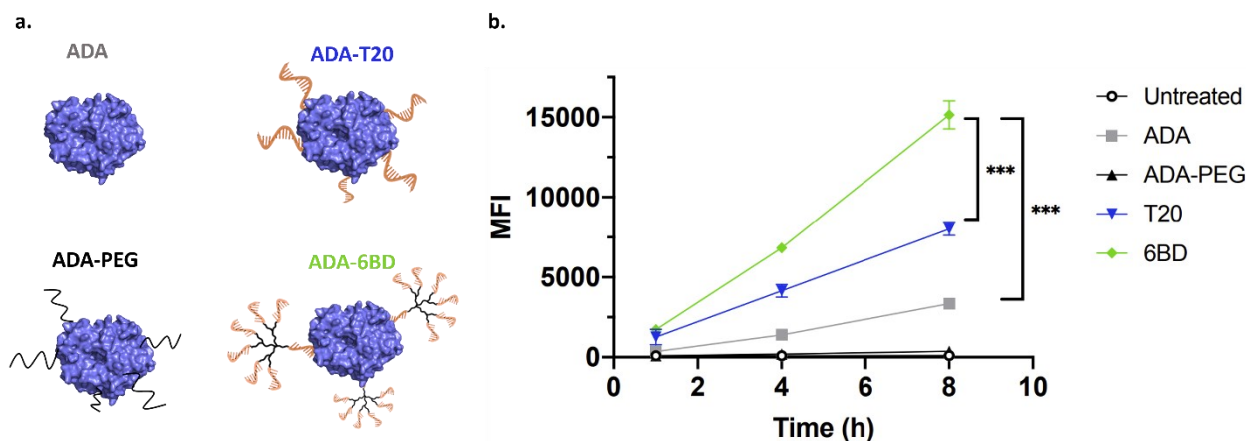 a.
ADA
ADA-T20
ADA-PEG
ADA-6BD
b.
MFI
15000
10000
5000
0
0 2 4 6 8 10
Time (h)
***
***
Untreated
ADA
ADA-PEG
T20
6BD